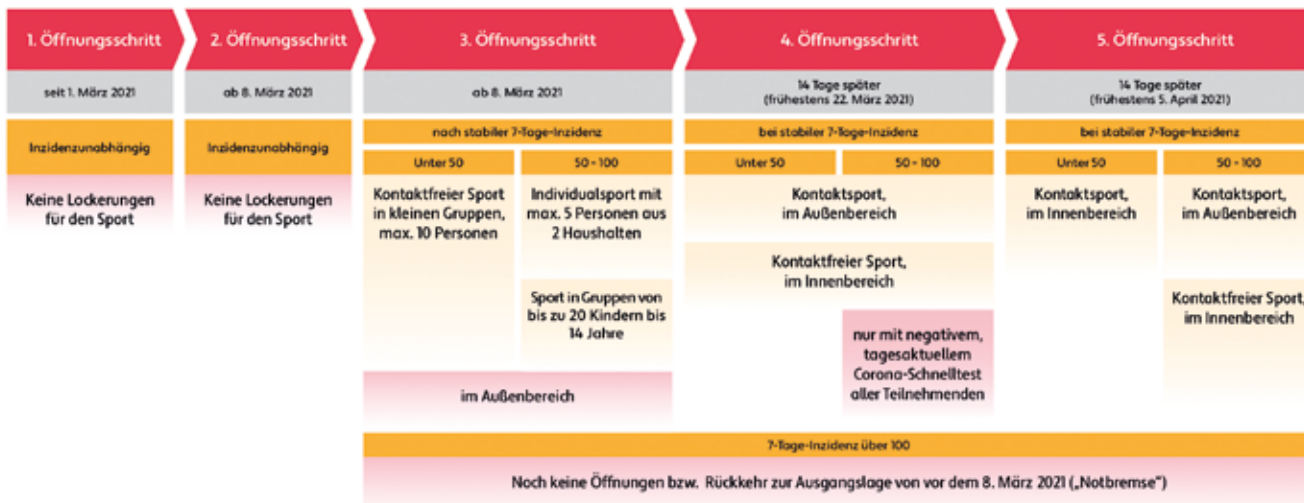 1. Öffnungsschritt
2. Öffnungsschritt
3. Öffnungsschritt
4. Öffnungsschritt
5. Öffnungsschritt
seit 1. März 2021
ab 8. März 2021
ab 8. März 2021
14 Tage später
(frühestens 22. März 2021)
14 Tage später
(frühestens 5. April 2021)
Inzidenzunabhängig
Inzidenzunabhängig
nach stabiler 7-Tage-Inzidenz
bei stabiler 7-Tage-Inzidenz
bei stabiler 7-Tage-Inzidenz
Unter 50
50 - 100
Unter 50
50 - 100
Unter 50
50 - 100
Keine Lockerungen
für den Sport
Keine Lockerungen
für den Sport
Kontaktfreier Sport
in kleinen Gruppen,
max. 10 Personen
Individualsport mit
max. 5 Personen aus
2 Haushalten
Sport in Gruppen von
bis zu 20 Kindern bis
14 Jahre
im Außenbereich
Kontaktsport,
im Außenbereich
Kontaktfreier Sport,
im Innenbereich
nur mit negativem,
tagesaktuellem
Corona-Schnelltest
aller Teilnehmenden
Kontaktsport,
im Innenbereich
Kontaktsport,
im Außenbereich
Kontaktfreier Sport,
im Innenbereich
7-Tage-Inzidenz über 100
Noch keine Öffnungen bzw. Rückkehr zur Ausgangslage von vor dem 8. März 2021 („Notbremse“)